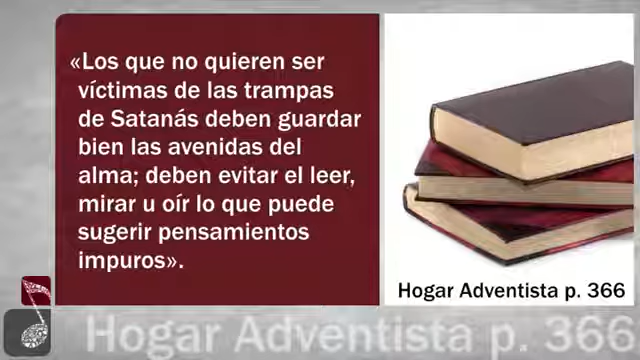 «Los que no quieren ser
víctimas de las trampas
de Satanás deben guardar
bien las avenidas del
alma; deben evitar el leer,
mirar u oír lo que puede
sugerir pensamientos
impuros».
Hogar Adventista p. 366
Hogar Adventista p. 366